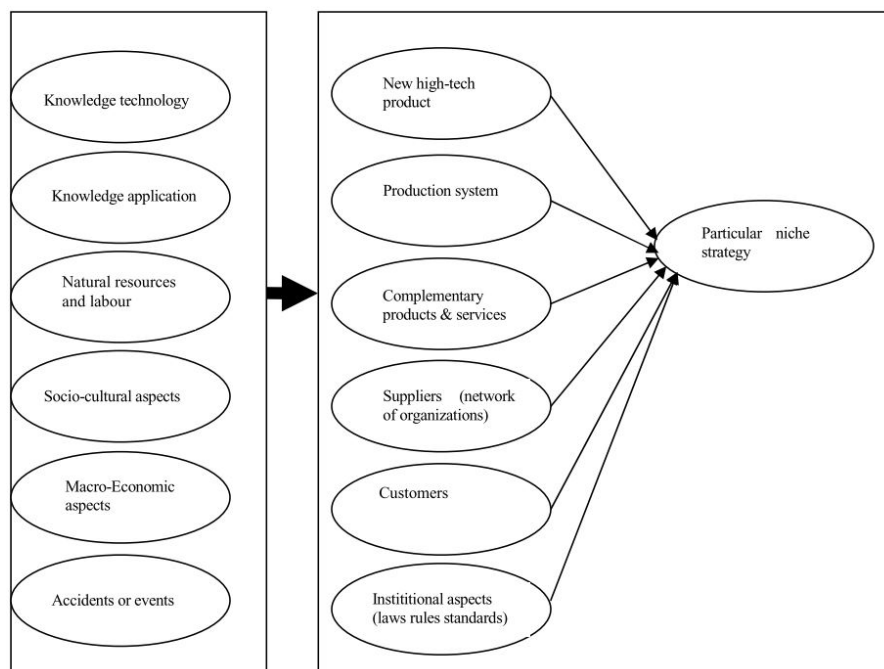 Knowledge technology
Knowledge application
Natural resources
and labour
Socio-cultural aspects
Macro-Economic
aspects
Accidents or events
New high-tech
product
Production system
Complementary
products & services
Suppliers (network
of organizations)
Customers
Instititional aspects
(laws rules standards)
Particular niche
strategy